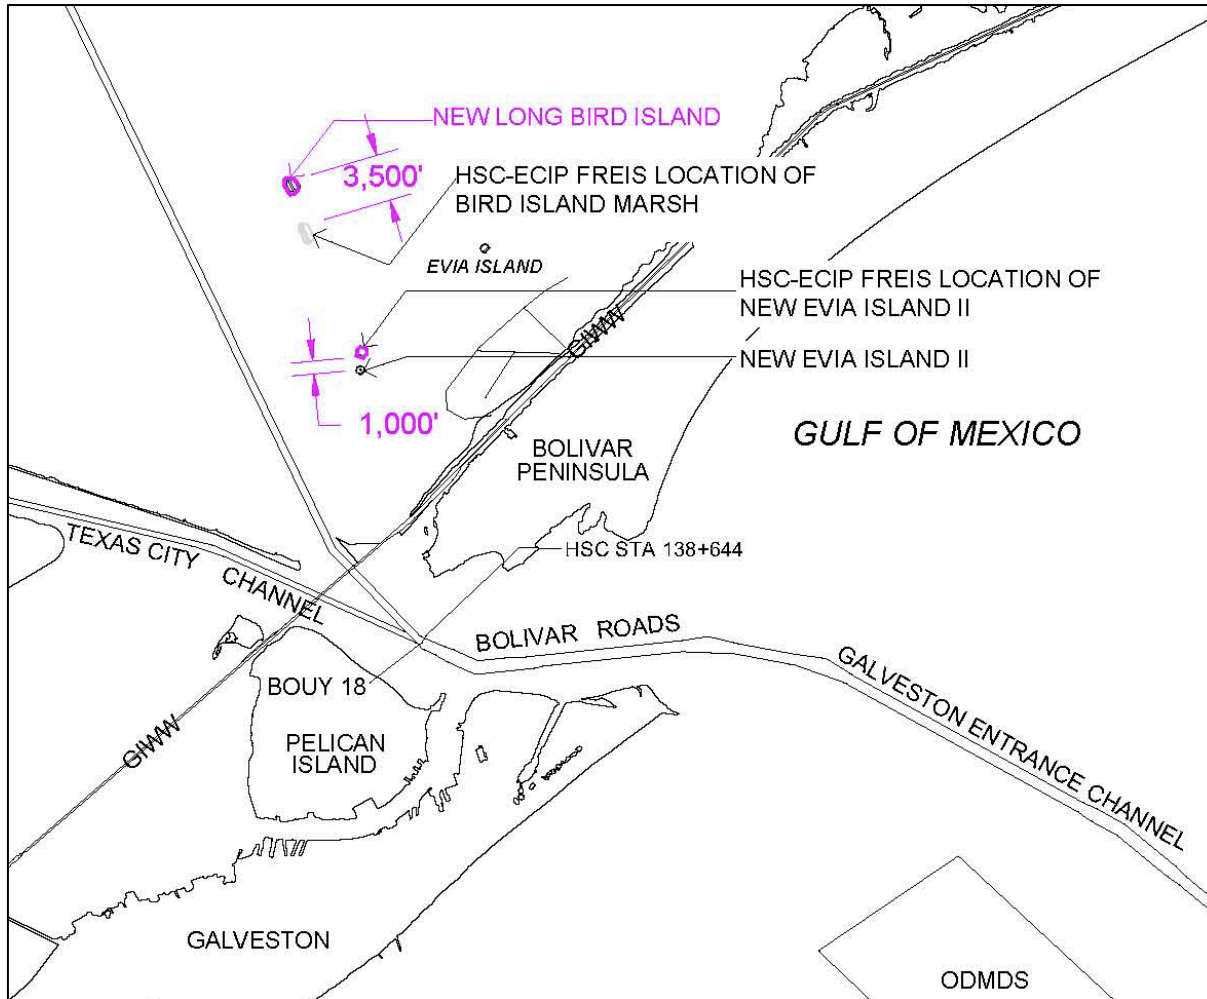 NEW LONG BIRD ISLAND
3,500'
HSC-ECIP FREIS LOCATION OF
BIRD ISLAND MARSH
EVIA ISLAND
HSC-ECIP FREIS LOCATION OF
NEW EVIA ISLAND II
GIWW
NEW EVIA ISLAND II
1,000'
GULF OF MEXICO
BOLIVAR
PENINSULA
TEXAS CITY CHANNEL
HSC STA 138+644
BOLIVAR ROADS
GALVESTON ENTRANCE CHANNEL
BOUY 18
GIWW
PELICAN
ISLAND
GALVESTON
ODMDS